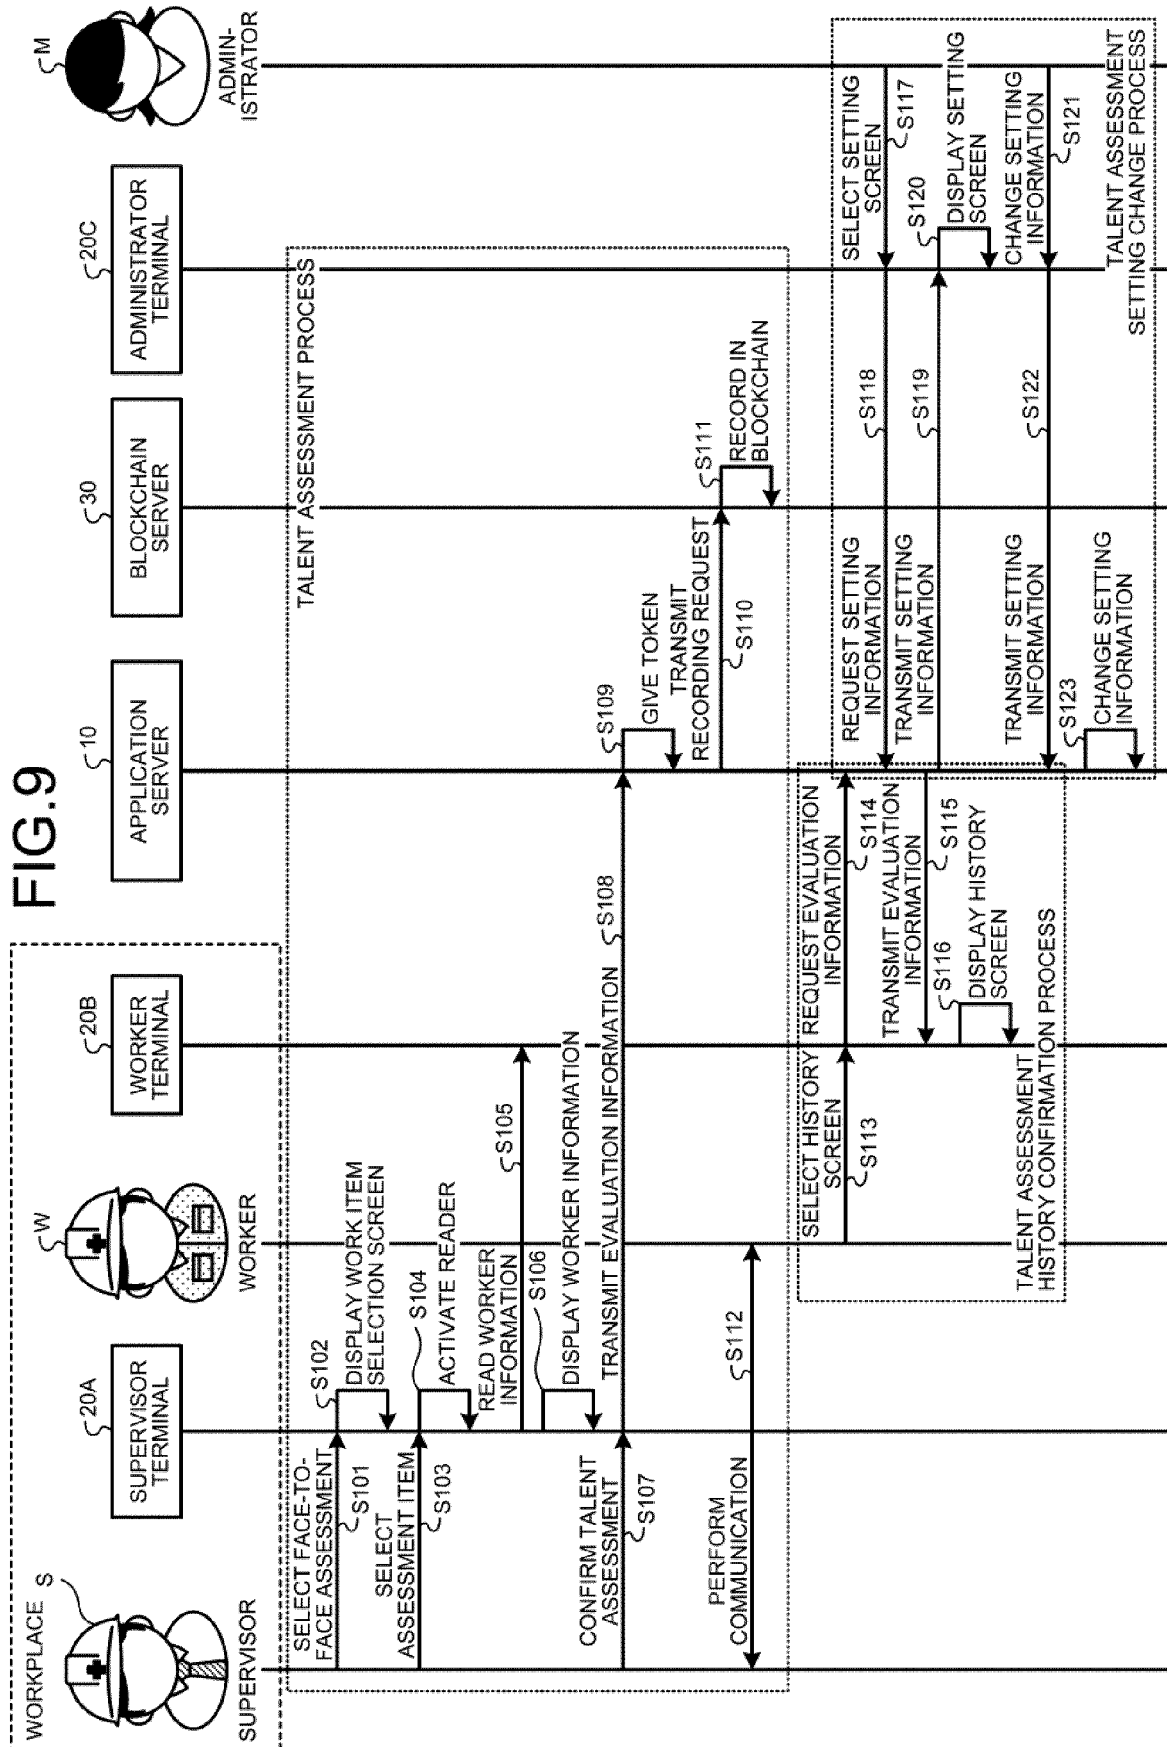 FIG.9
WORKPLACE
S
SUPERVISOR
20A
SUPERVISOR
TERMINAL
W
WORKER
20B
WORKER
TERMINAL
10
APPLICATION
SERVER
30
BLOCKCHAIN
SERVER
20C
ADMINISTRATOR
TERMINAL
M
ADMIN-
ISTRATOR
TALENT ASSESSMENT PROCESS
SELECT FACE-TO-
FACE ASSESSMENT
S101
S102
DISPLAY WORK ITEM
SELECTION SCREEN
SELECT
ASSESSMENT ITEM
S103
S104
ACTIVATE READER
READ WORKER
INFORMATION
S105
S106
DISPLAY WORKER INFORMATION
CONFIRM TALENT
ASSESSMENT
S107
TRANSMIT EVALUATION INFORMATION
S108
S109
GIVE TOKEN
TRANSMIT
RECORDING REQUEST
S110
S111
RECORD IN
BLOCKCHAIN
PERFORM
COMMUNICATION
S112
SELECT HISTORY
SCREEN
S113
REQUEST EVALUATION
INFORMATION
S114
TRANSMIT EVALUATION
INFORMATION
S115
S116
DISPLAY HISTORY
SCREEN
TALENT ASSESSMENT
HISTORY CONFIRMATION PROCESS
SELECT SETTING
SCREEN
S117
REQUEST SETTING
INFORMATION
S118
TRANSMIT SETTING
INFORMATION
S119
S120
DISPLAY SETTING
SCREEN
CHANGE SETTING
INFORMATION
S121
TRANSMIT SETTING
INFORMATION
S122
S123
CHANGE SETTING
INFORMATION
TALENT ASSESSMENT
SETTING CHANGE PROCESS